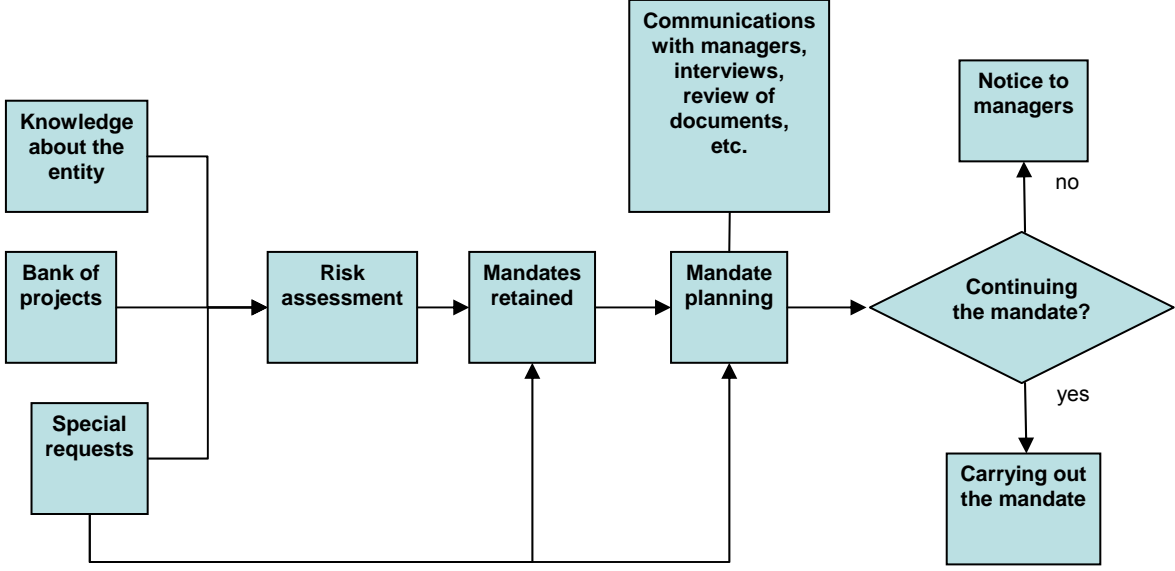 Communications
with managers,
interviews,
review of
documents,
etc.
Notice to
managers
Knowledge
about the
entity
no
Bank of
projects
Risk
assessment
Mandates
retained
Mandate
planning
Continuing
the mandate?
yes
Special
requests
Carrying out
the mandate